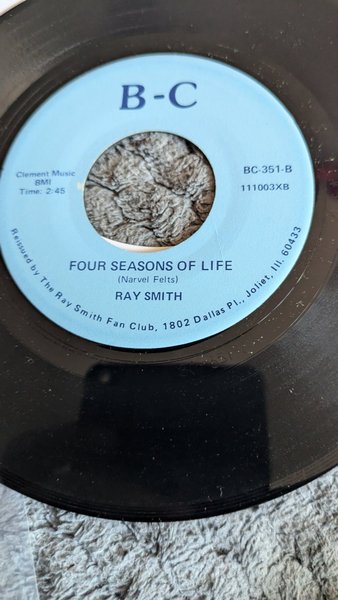 B-C
Clement Music
BMI
Time: 2:45
BC-351-B
111003XB
FOUR SEASONS OF LIFE
(Narvel Felts)
RAY SMITH
Reissued by The Ray Smith Fan Club, 1802 Dallas Pl., Joliet, Ill. 60433